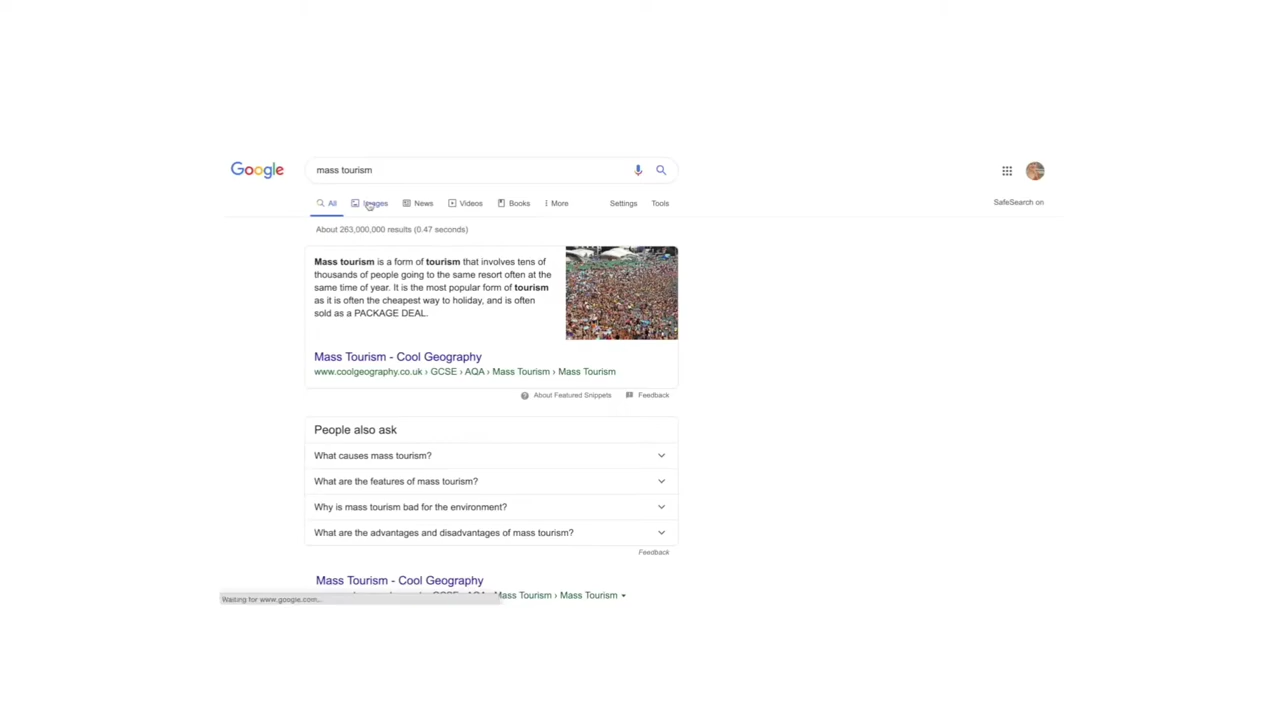 Google
mass tourism
All Images News Videos Books More Settings Tools
SafeSearch on
About 263,000,000 results (0.47 seconds)
Mass tourism is a form of tourism that involves tens of
thousands of people going to the same resort often at the
same time of year. It is the most popular form of tourism
as it is often the cheapest way to holiday, and is often
sold as a PACKAGE DEAL.
Mass Tourism - Cool Geography
www.coolgeography.co.uk › GCSE › AQA › Mass Tourism › Mass Tourism
About Featured Snippets Feedback
People also ask
What causes mass tourism?
What are the features of mass tourism?
Why is mass tourism bad for the environment?
What are the advantages and disadvantages of mass tourism?
Feedback
Mass Tourism - Cool Geography
Mass Tourism › Mass Tourism
Waiting for www.google.com...